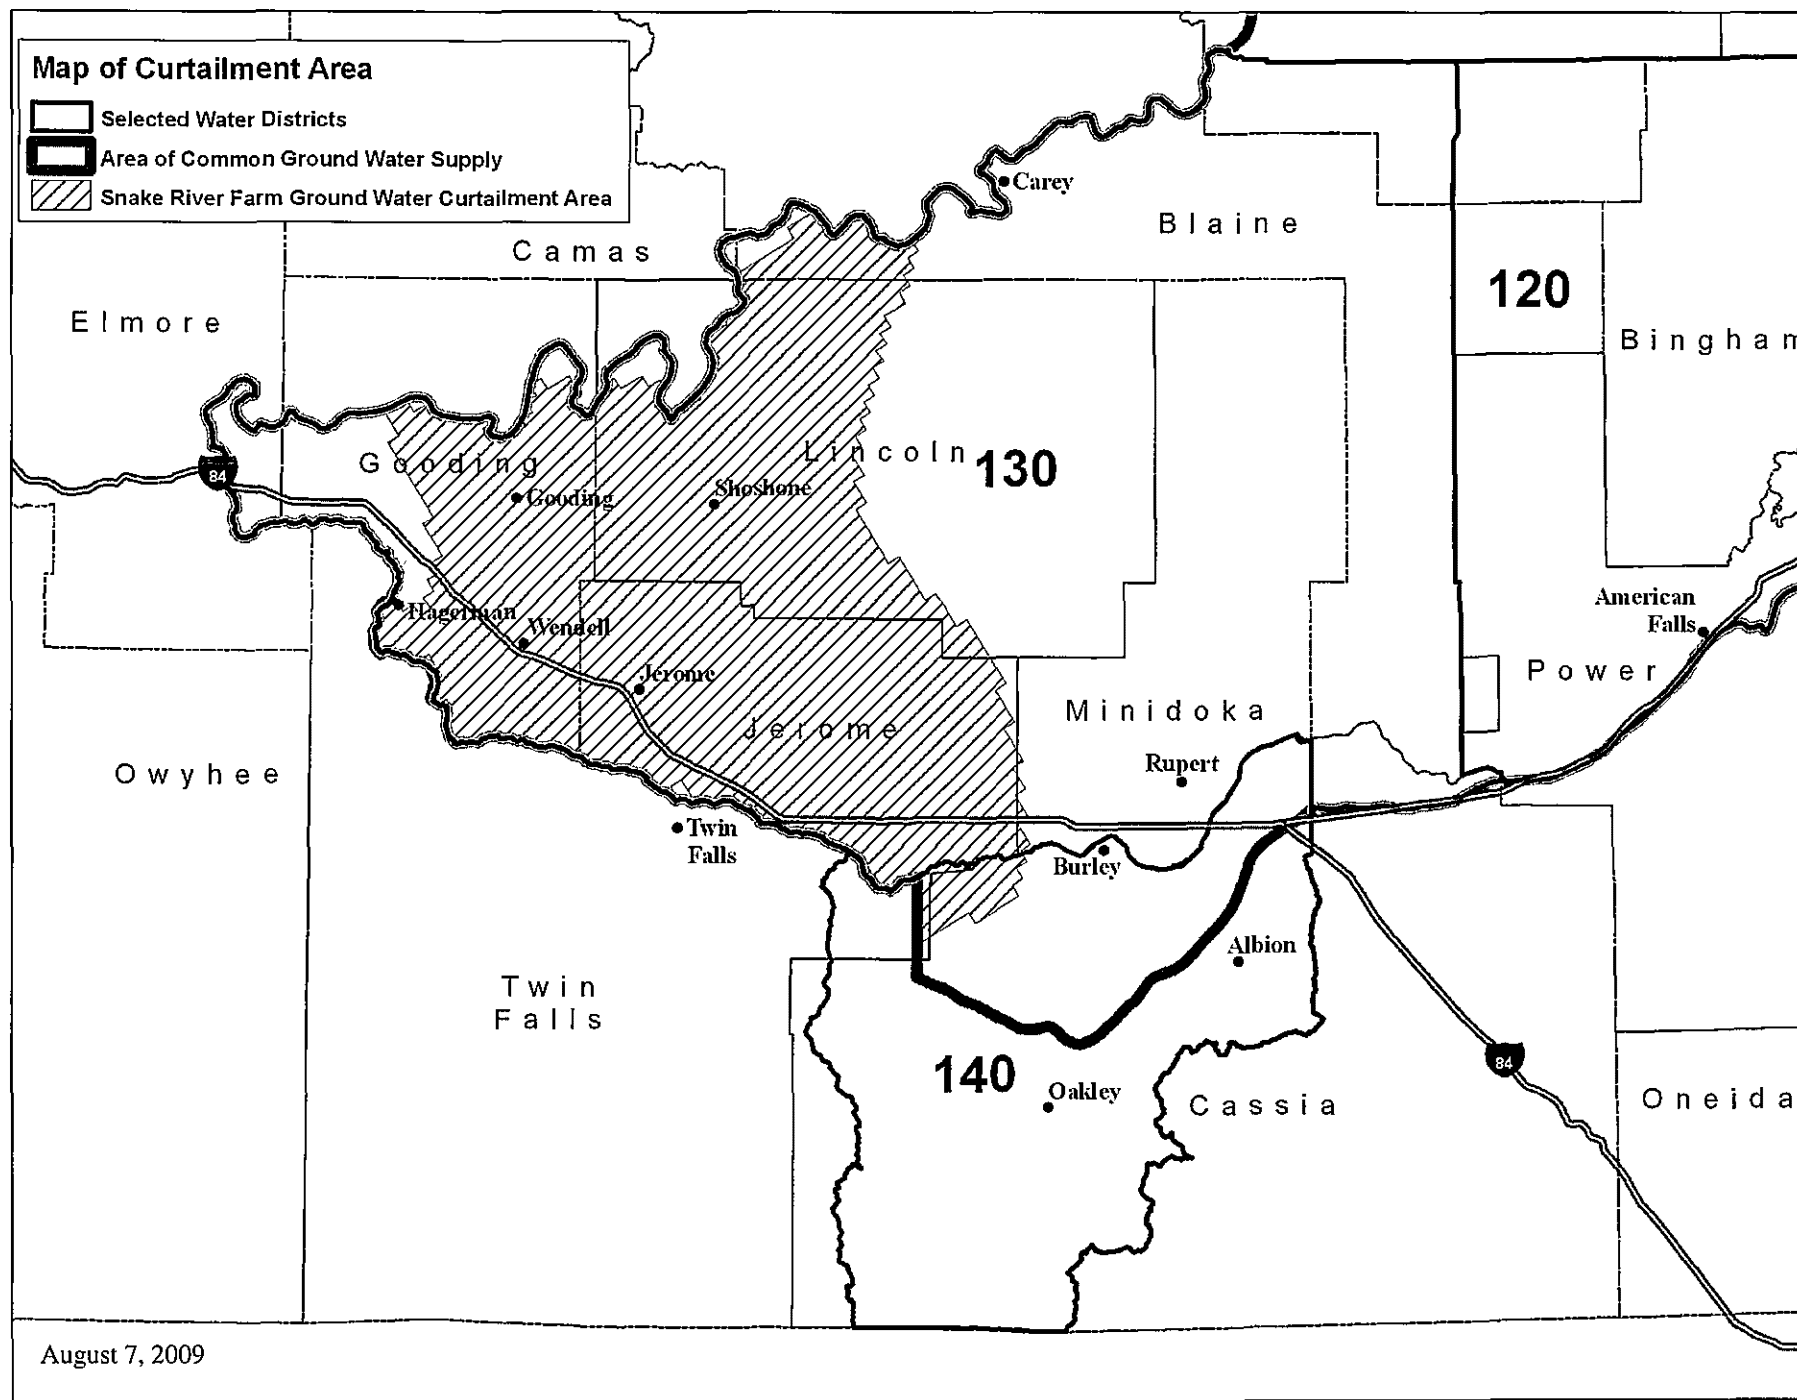 Map of Curtailment Area
Selected Water Districts
Area of Common Ground Water Supply
Snake River Farm Ground Water Curtailment Area
Carey
Blaine
Camas
120
Elmore
Bingham
Lincoln
130
Gooding
84
Gooding
Shoshone
American
Falls
Hagerman
Wendell
Jerome
Power
Minidoka
Jerome
Rupert
Owyhee
Twin
Falls
Burley
Albion
Twin
Falls
140
84
Oakley
Cassia
Oneida
August 7, 2009